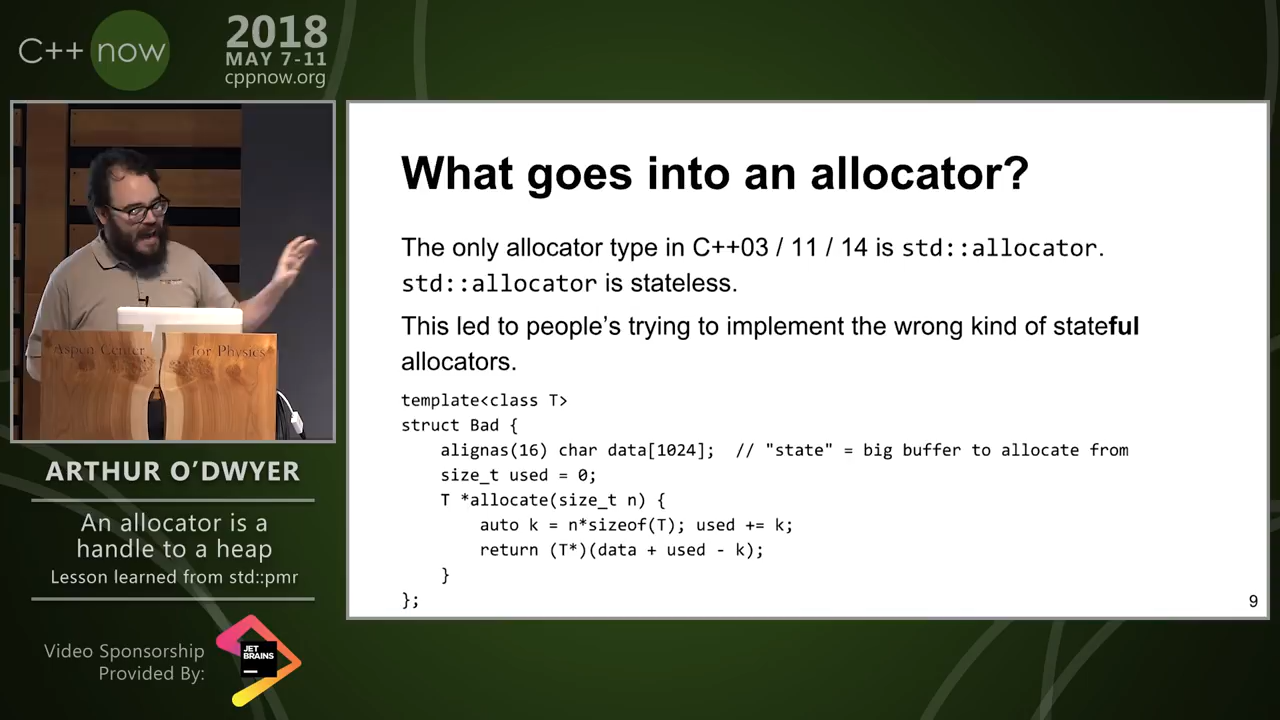 C++ now
2018
MAY 7-11
cppnow.org
Aspen Center for Physics
ARTHUR O’DWYER
An allocator is a
handle to a heap
Lesson learned from std::pmr
Video Sponsorship
Provided By:
JET
BRAINS
What goes into an allocator?
The only allocator type in C++03 / 11 / 14 is std::allocator.
std::allocator is stateless.
This led to people’s trying to implement the wrong kind of stateful
allocators.
template<class T>
struct Bad {
    alignas(16) char data[1024];  // "state" = big buffer to allocate from
    size_t used = 0;
    T *allocate(size_t n) {
        auto k = n*sizeof(T); used += k;
        return (T*)(data + used - k);
    }
};
9